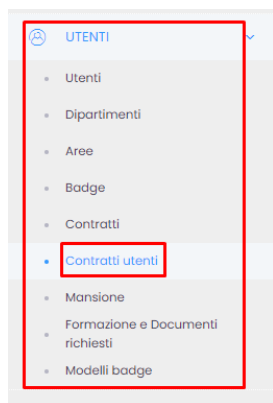 UTENTI
Utenti
Dipartimenti
Aree
Badge
Contratti
Contratti utenti
Mansione
Formazione e Documenti
richiesti
Modelli badge